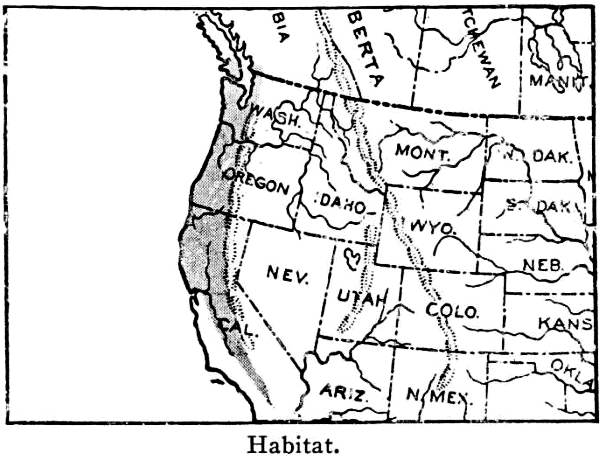 BIA
BERTA
TCHEWAN
MANIT.
WASH.
MONT.
N. DAK.
OREGON
IDAHO
S. DAK
WYO.
NEB.
NEV.
UTAH
COLO.
KANS
CAL.
OKLA
ARIZ.
N. MEX.
Habitat.